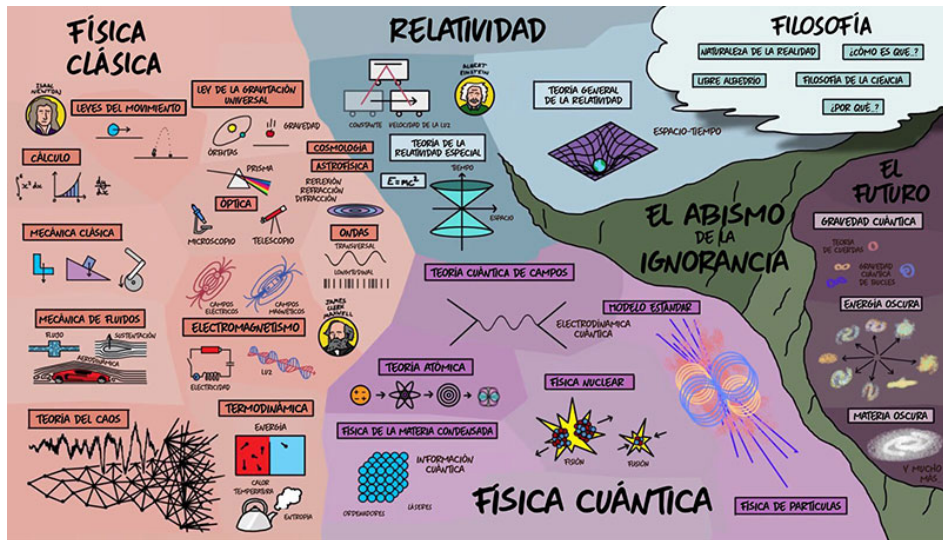 FÍSICA
CLÁSICA
ISAAC
NEWTON
LEYES DEL MOVIMIENTO
LEY DE LA GRAVITACIÓN
UNIVERSAL
GRAVEDAD
ÓRBITAS
COSMOLOGÍA
ASTROFÍSICA
CÁLCULO
∫ x² dx
dy/dx
PRISMA
REFLEXIÓN
REFRACCIÓN
DIFRACCIÓN
ÓPTICA
MICROSCOPIO
TELESCOPIO
ONDAS
TRANSVERSAL
LONGITUDINAL
MECÁNICA CLÁSICA
CAMPOS
ELÉCTRICOS
CAMPOS
MAGNÉTICOS
JAMES
CLERK
MAXWELL
MECÁNICA DE FLUIDOS
FLUJO
SUSTENTACIÓN
AERODINÁMICA
ELECTROMAGNETISMO
ELECTRICIDAD
LUZ
TEORÍA DEL CAOS
TERMODINÁMICA
ENERGÍA
CALOR
TEMPERATURA
ENTROPIA
RELATIVIDAD
ALBERT
EINSTEIN
CONSTANTE
VELOCIDAD DE LA LUZ
TEORÍA DE LA
RELATIVIDAD ESPECIAL
E=mc²
TIEMPO
ESPACIO
TEORÍA GENERAL
DE LA RELATIVIDAD
ESPACIO-TIEMPO
FILOSOFÍA
NATURALEZA DE LA REALIDAD
¿CÓMO ES QUE..?
LIBRE ALBEDRÍO
FILOSOFÍA DE LA CIENCIA
¿POR QUÉ..?
EL ABISMO
DE LA
IGNORANCIA
EL
FUTURO
GRAVEDAD CUÁNTICA
TEORÍA
DE CUERDAS
GRAVEDAD
CUÁNTICA
DE BUCLES
ENERGÍA OSCURA
MATERIA OSCURA
Y MUCHO
MÁS...
TEORÍA CUÁNTICA DE CAMPOS
ELECTRODINÁMICA
CUÁNTICA
MODELO ESTÁNDAR
TEORÍA ATÓMICA
FÍSICA NUCLEAR
FISIÓN
FUSIÓN
FÍSICA DE LA MATERIA CONDENSADA
INFORMACIÓN
CUÁNTICA
ORDENADORES
LÁSERES
FÍSICA CUÁNTICA
FÍSICA DE PARTÍCULAS